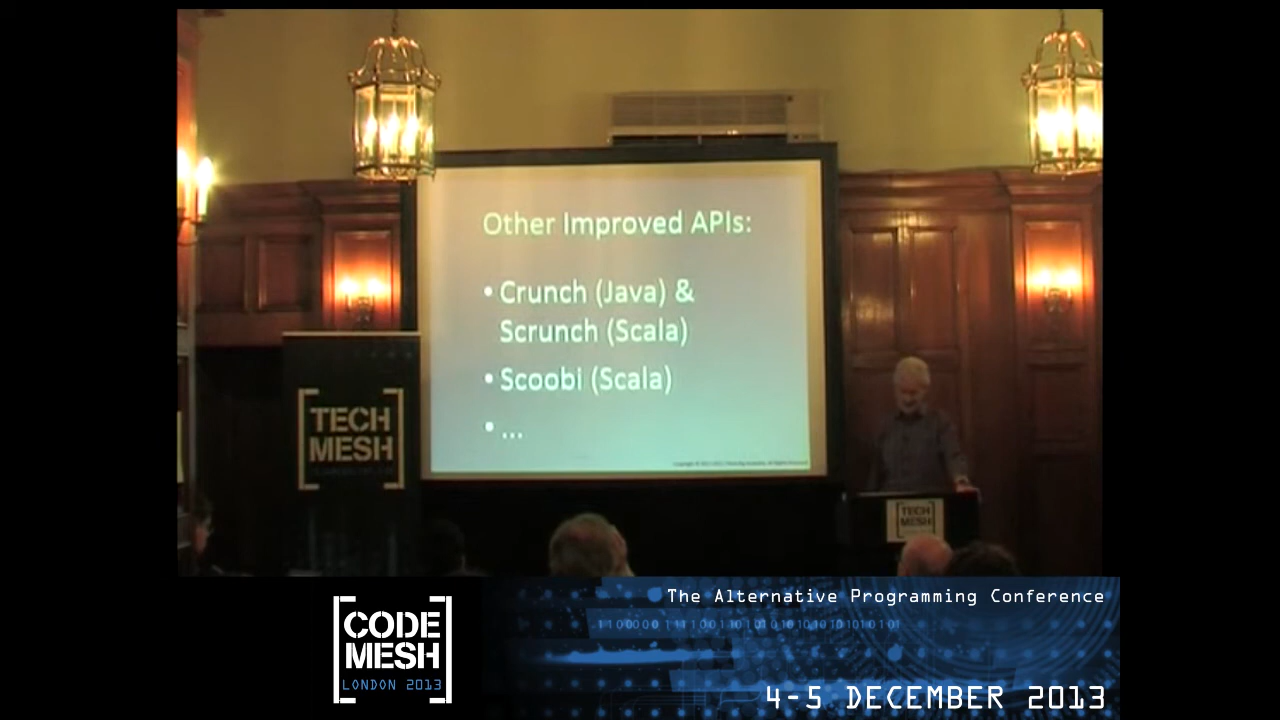 Other Improved APIs:
• Crunch (Java) &
Scrunch (Scala)
• Scoobi (Scala)
• ...
TECH
MESH
TECH
MESH
CODE
MESH
LONDON 2013
The Alternative Programming Conference
4-5 DECEMBER 2013